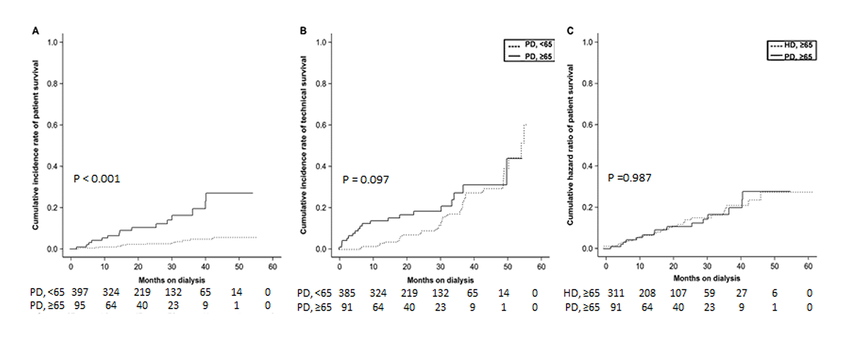 A
Cumulative incidence rate of patient survival
1.0
0.8
0.6
0.4
0.2
0.0
P < 0.001
0 10 20 30 40 50 60
Months on dialysis
PD, <65 397 324 219 132 65 14 0
PD, ≥65 95 64 40 23 9 1 0
B
Cumulative incidence rate of technical survival
1.0
0.8
0.6
0.4
0.2
0.0
PD, <65
PD, ≥65
P = 0.097
0 10 20 30 40 50 60
Months on dialysis
PD, <65 385 324 219 132 65 14 0
PD, ≥65 91 64 40 23 9 1 0
C
Cumulative hazard ratio of patient survival
1.0
0.8
0.6
0.4
0.2
0.0
HD, ≥65
PD, ≥65
P =0.987
0 10 20 30 40 50 60
Months on dialysis
HD, ≥65 311 208 107 59 27 6 0
PD, ≥65 91 64 40 23 9 1 0